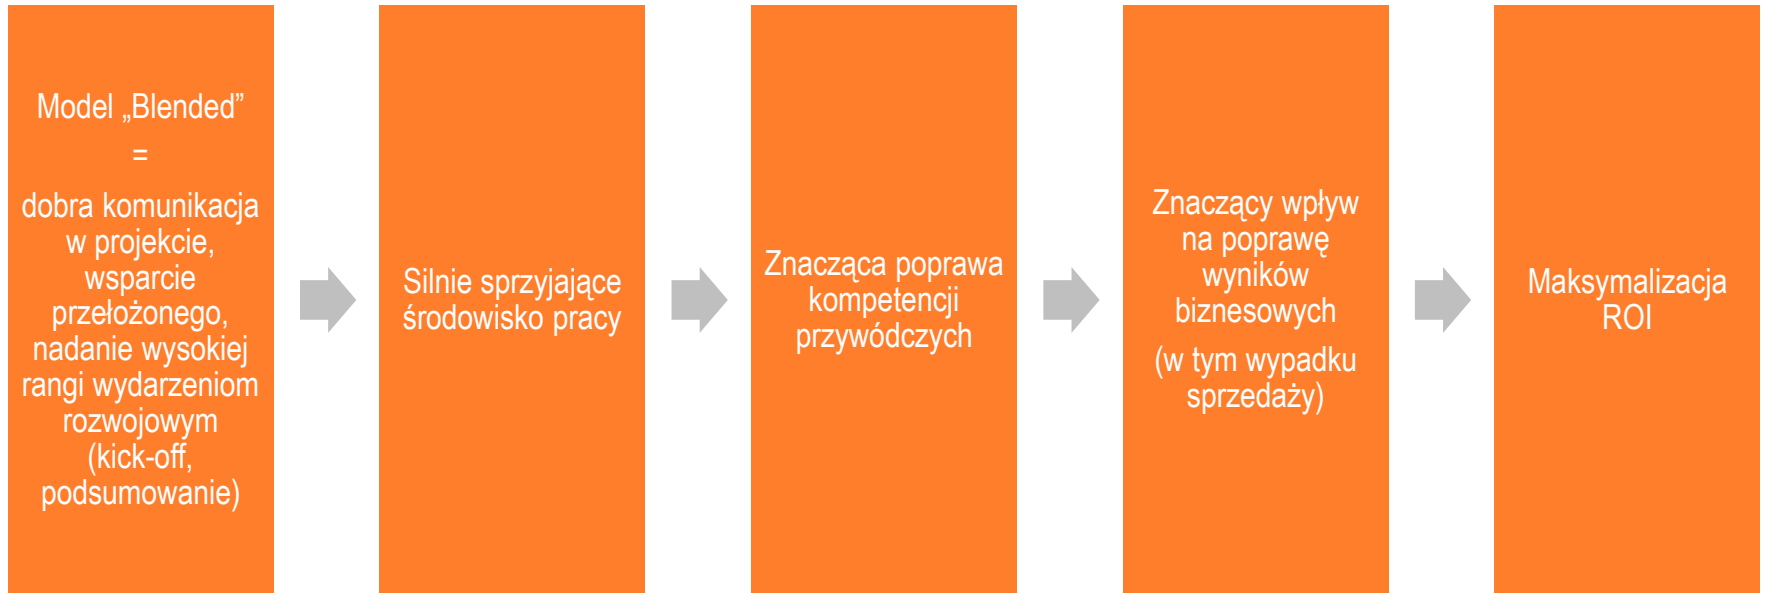 Model „Blended”
=
dobra komunikacja
w projekcie,
wsparcie
przełożonego,
nadanie wysokiej
rangi wydarzeniom
rozwojowym
(kick-off,
podsumowanie)
Silnie sprzyjające
środowisko pracy
Znacząca poprawa
kompetencji
przywódczych
Znaczący wpływ
na poprawę
wyników
biznesowych
(w tym wypadku
sprzedaży)
Maksymalizacja
ROI